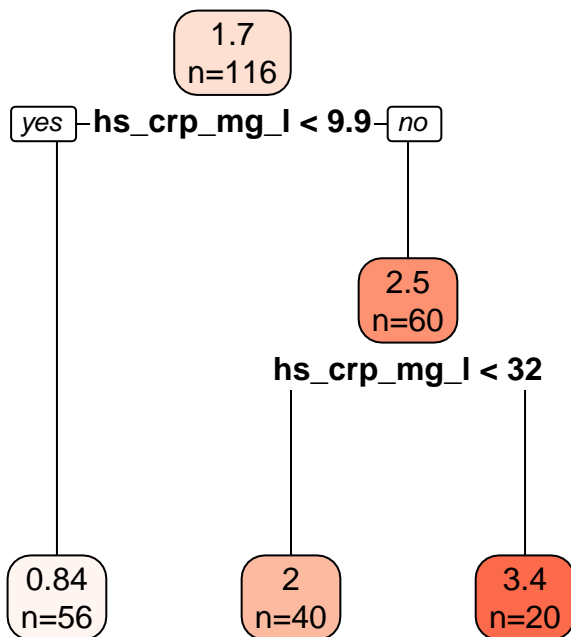 1.7
n=116
yes hs_crp_mg_l < 9.9 no
2.5
n=60
hs_crp_mg_l < 32
0.84
n=56
2
n=40
3.4
n=20